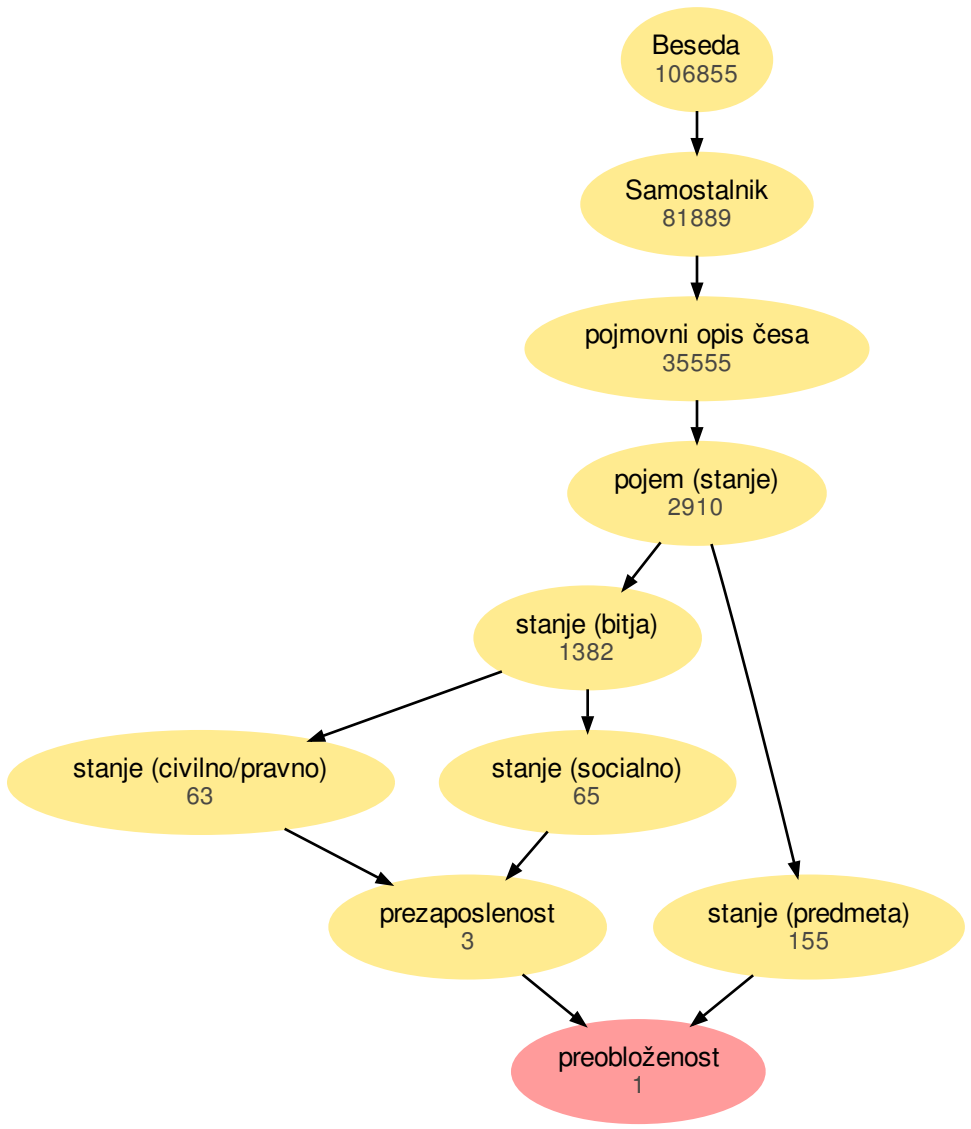 Beseda
106855
Samostalnik
81889
pojmovni opis česa
35555
pojem (stanje)
2910
stanje (bitja)
1382
stanje (civilno/pravno)
63
stanje (socialno)
65
prezaposlenost
3
stanje (predmeta)
155
preobloženost
1